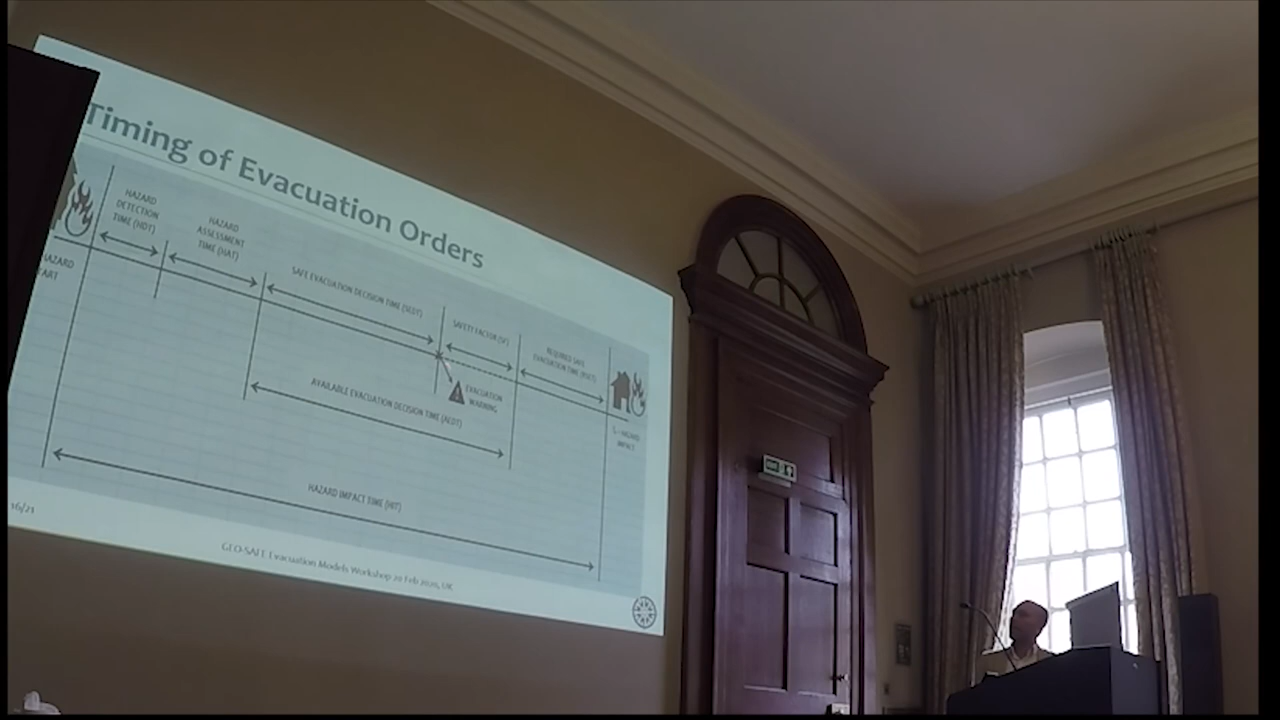 Timing of Evacuation Orders
HAZARD
DETECTION
TIME (HDT)
HAZARD
ASSESSMENT
TIME (HAT)
SAFE EVACUATION DECISION TIME (SEDT)
SAFETY FACTOR (SF)
REQUIRED SAFE
EVACUATION TIME (RSET)
HAZARD
EVACUATION
WARNING
AVAILABLE EVACUATION DECISION TIME (AEDT)
HAZARD
IMPACT
HAZARD IMPACT TIME (HIT)
16/21
GEO-SAFE Evacuation Models Workshop 20 Feb 2020, UK